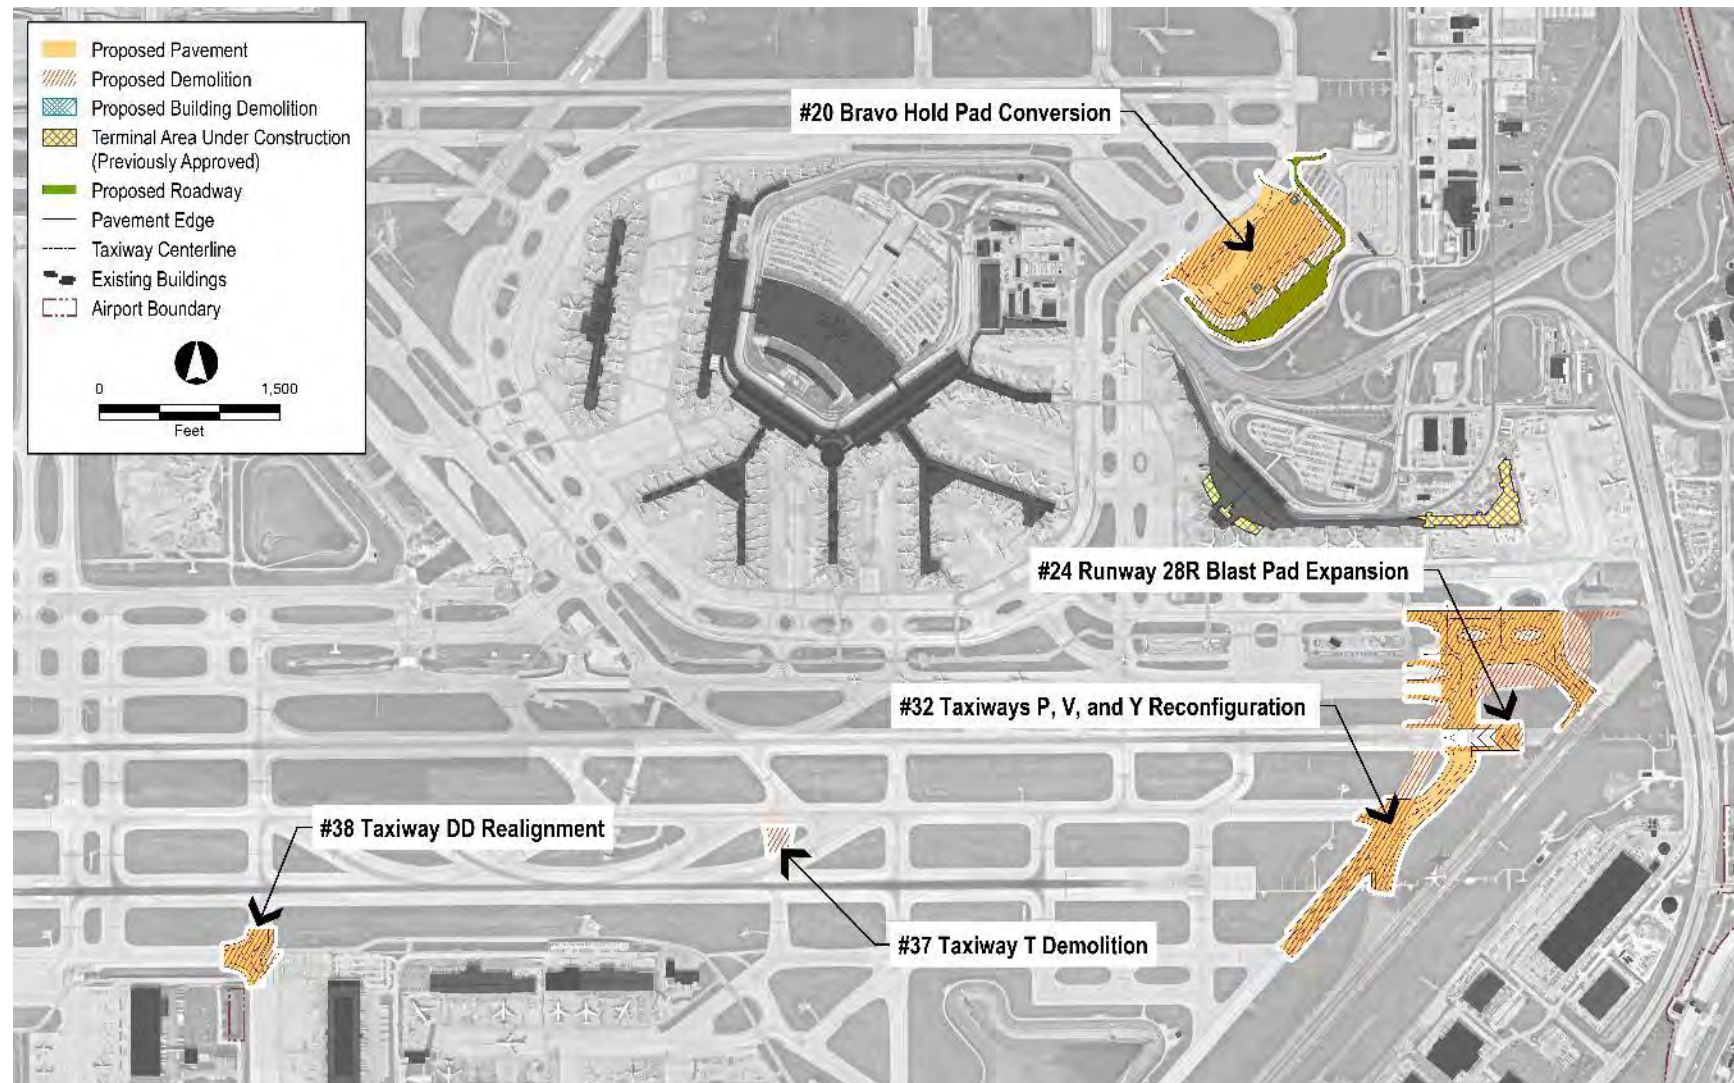 Proposed Pavement
Proposed Demolition
Proposed Building Demolition
Terminal Area Under Construction
(Previously Approved)
Proposed Roadway
Pavement Edge
Taxiway Centerline
Existing Buildings
Airport Boundary
0 1,500
Feet
#20 Bravo Hold Pad Conversion
#24 Runway 28R Blast Pad Expansion
#32 Taxiways P, V, and Y Reconfiguration
#38 Taxiway DD Realignment
#37 Taxiway T Demolition